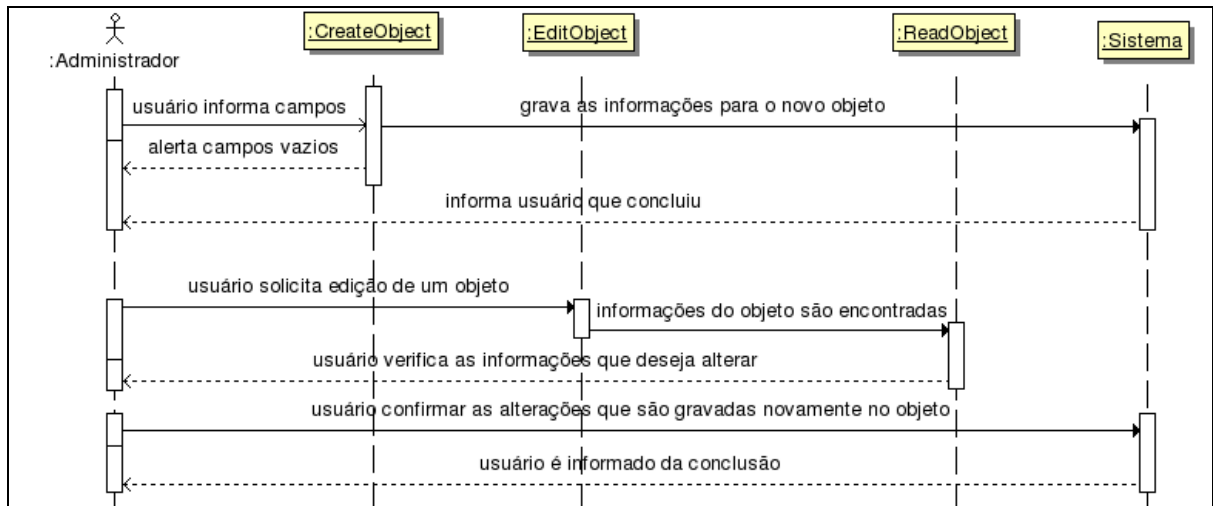 :CreateObject
:EditObject
:ReadObject
:Sistema
:Administrador
usuário informa campos
grava as informações para o novo objeto
alerta campos vazios
informa usuário que concluiu
usuário solicita edição de um objeto
informações do objeto são encontradas
usuário verifica as informações que deseja alterar
usuário confirmar as alterações que são gravadas novamente no objeto
usuário é informado da conclusão